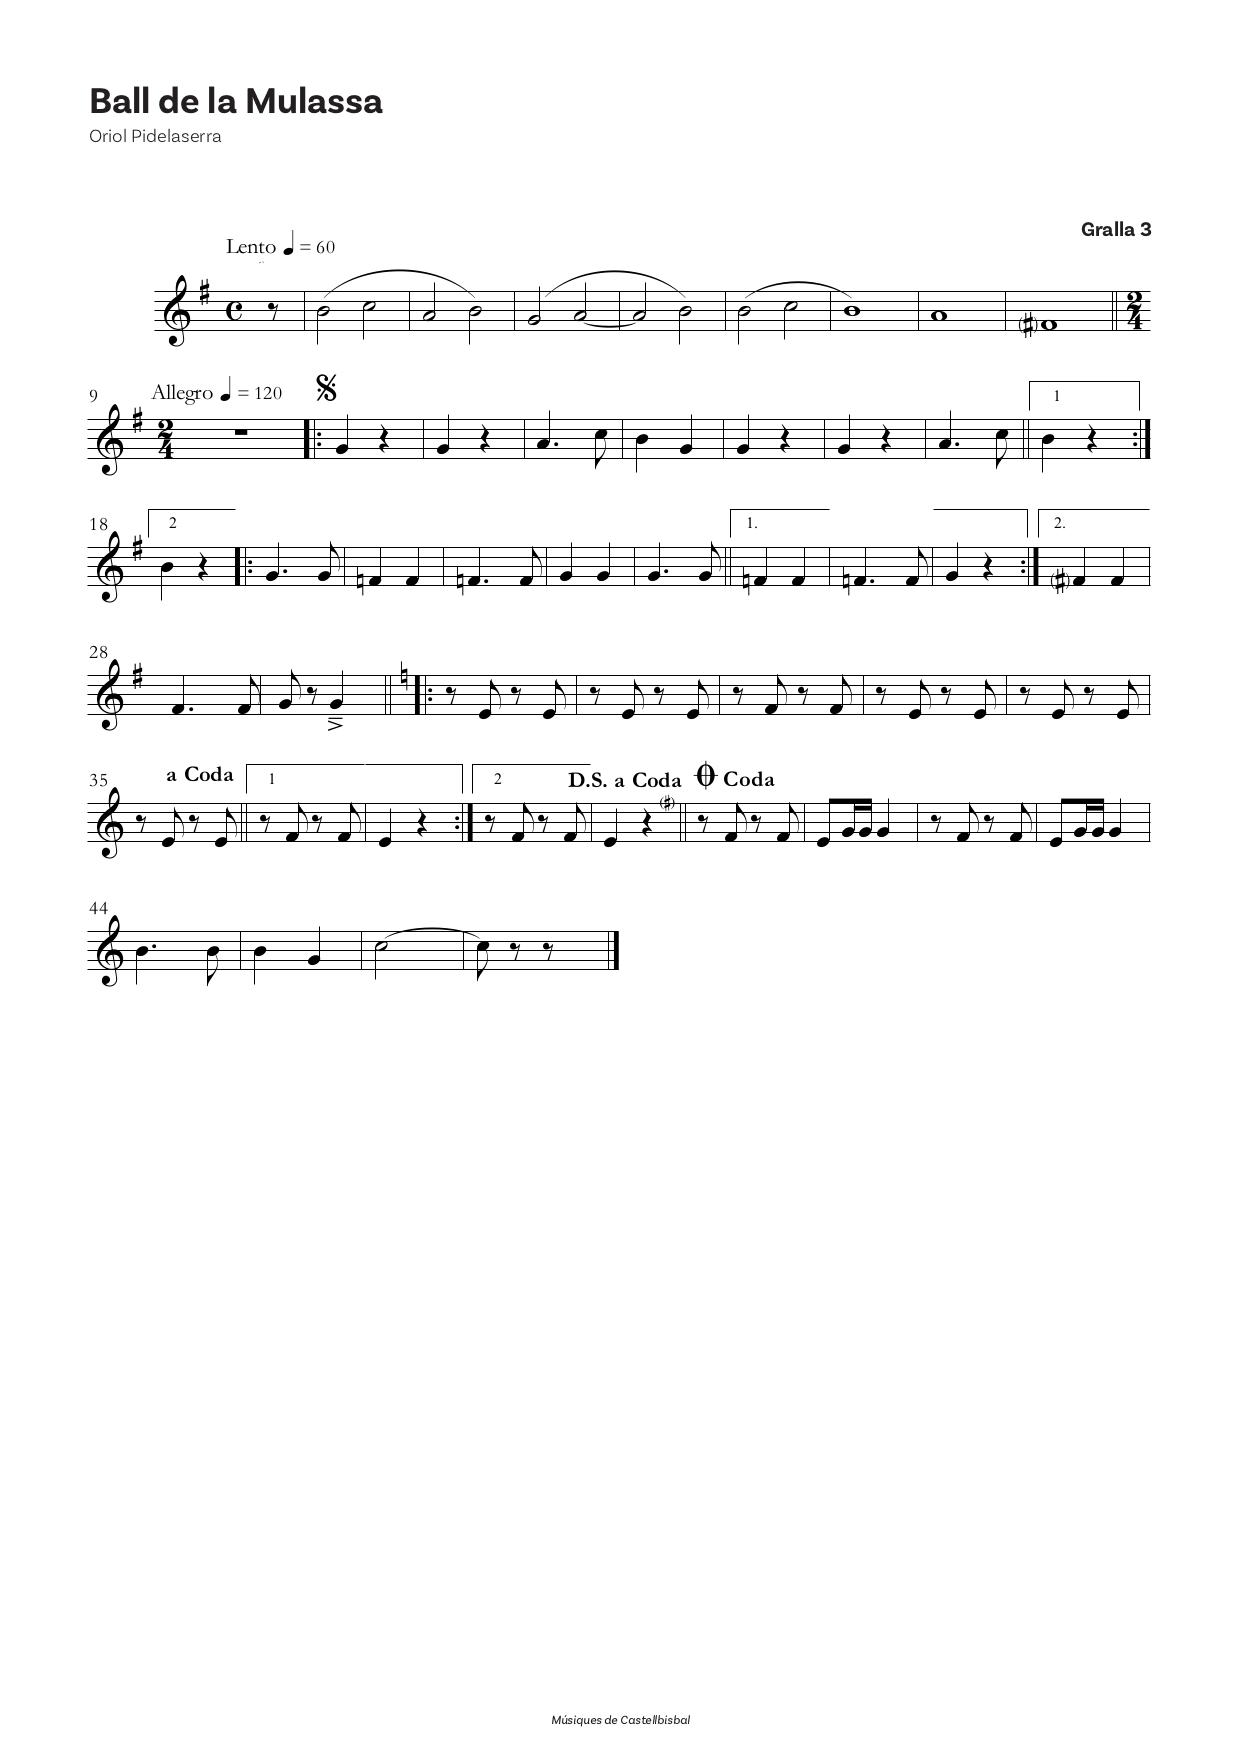 Ball de la Mulassa
Oriol Pidelaserra
Gralla 3
Lento = 60
9 Allegro = 120
1
18 2 1. 2.
28
35 a Coda 1 2 D.S. a Coda Coda
44
Músiques de Castellbisbal